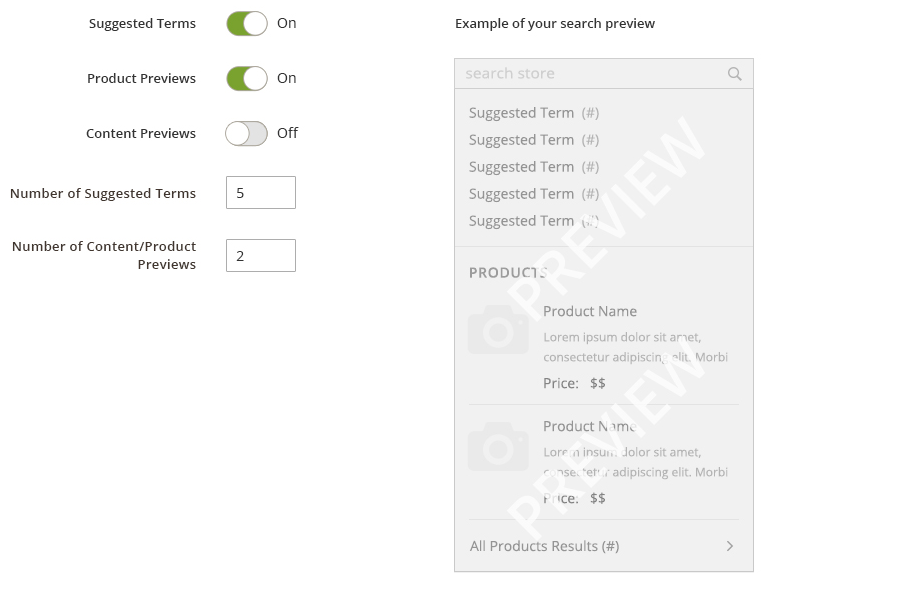 Suggested Terms On
Product Previews On
Content Previews Off
Number of Suggested Terms 5
Number of Content/Product
Previews
2
Example of your search preview
search store
Suggested Term (#)
Suggested Term (#)
Suggested Term (#)
Suggested Term (#)
Suggested Term (#)
PREVIEW
PRODUCTS
Product Name
Lorem ipsum dolor sit amet,
consectetur adipiscing elit. Morbi
Price: $$
PREVIEW
Product Name
Lorem ipsum dolor sit amet,
consectetur adipiscing elit. Morbi
Price: $$
All Products Results (#)